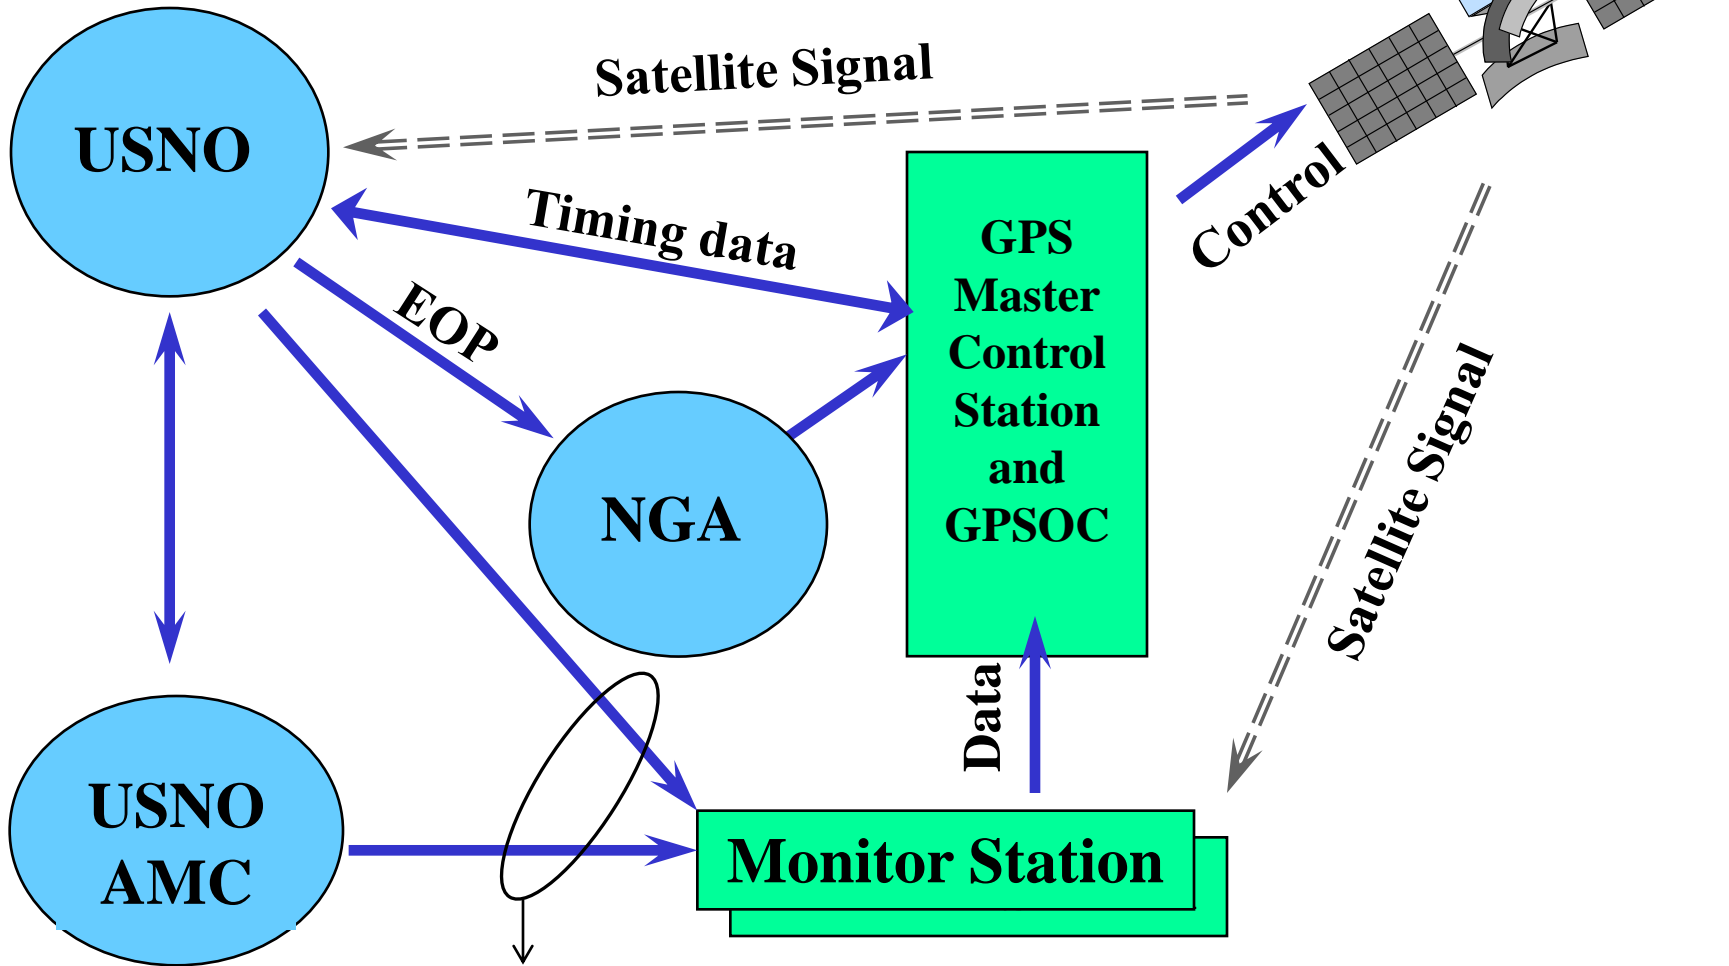 Satellite Signal
USNO
Timing data
Control
EOP
GPS
Master
Control
Station
and
GPSOC
NGA
Satellite Signal
Data
USNO
AMC
Monitor Station